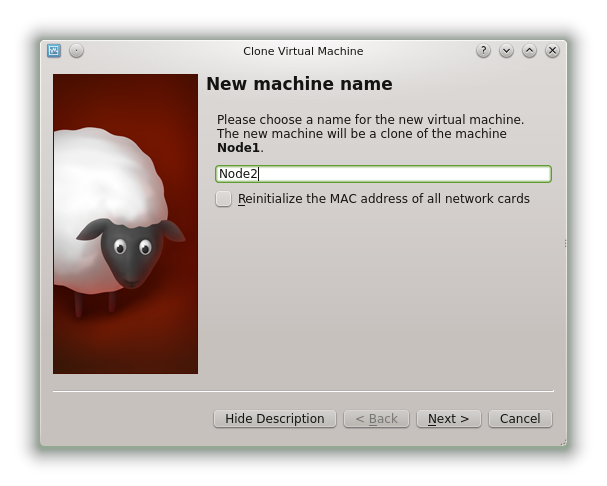 Clone Virtual Machine
?
New machine name
Please choose a name for the new virtual machine.
The new machine will be a clone of the machine
Node1.
Node2
Reinitialize the MAC address of all network cards
Hide Description
< Back
Next >
Cancel